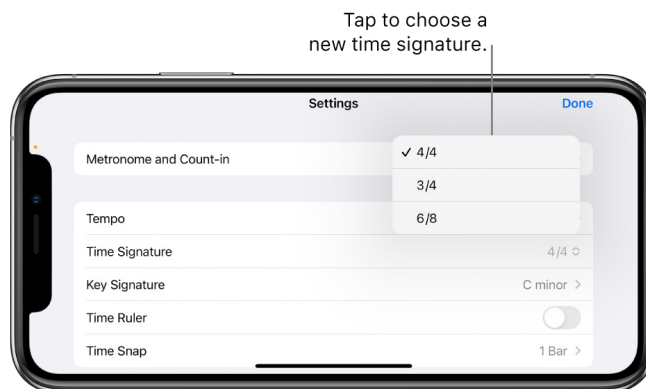 Tap to choose a
new time signature.
Settings
Done
Metronome and Count-in
4/4
3/4
6/8
Tempo
Time Signature
4/4
Key Signature
C minor
Time Ruler
Time Snap
1 Bar